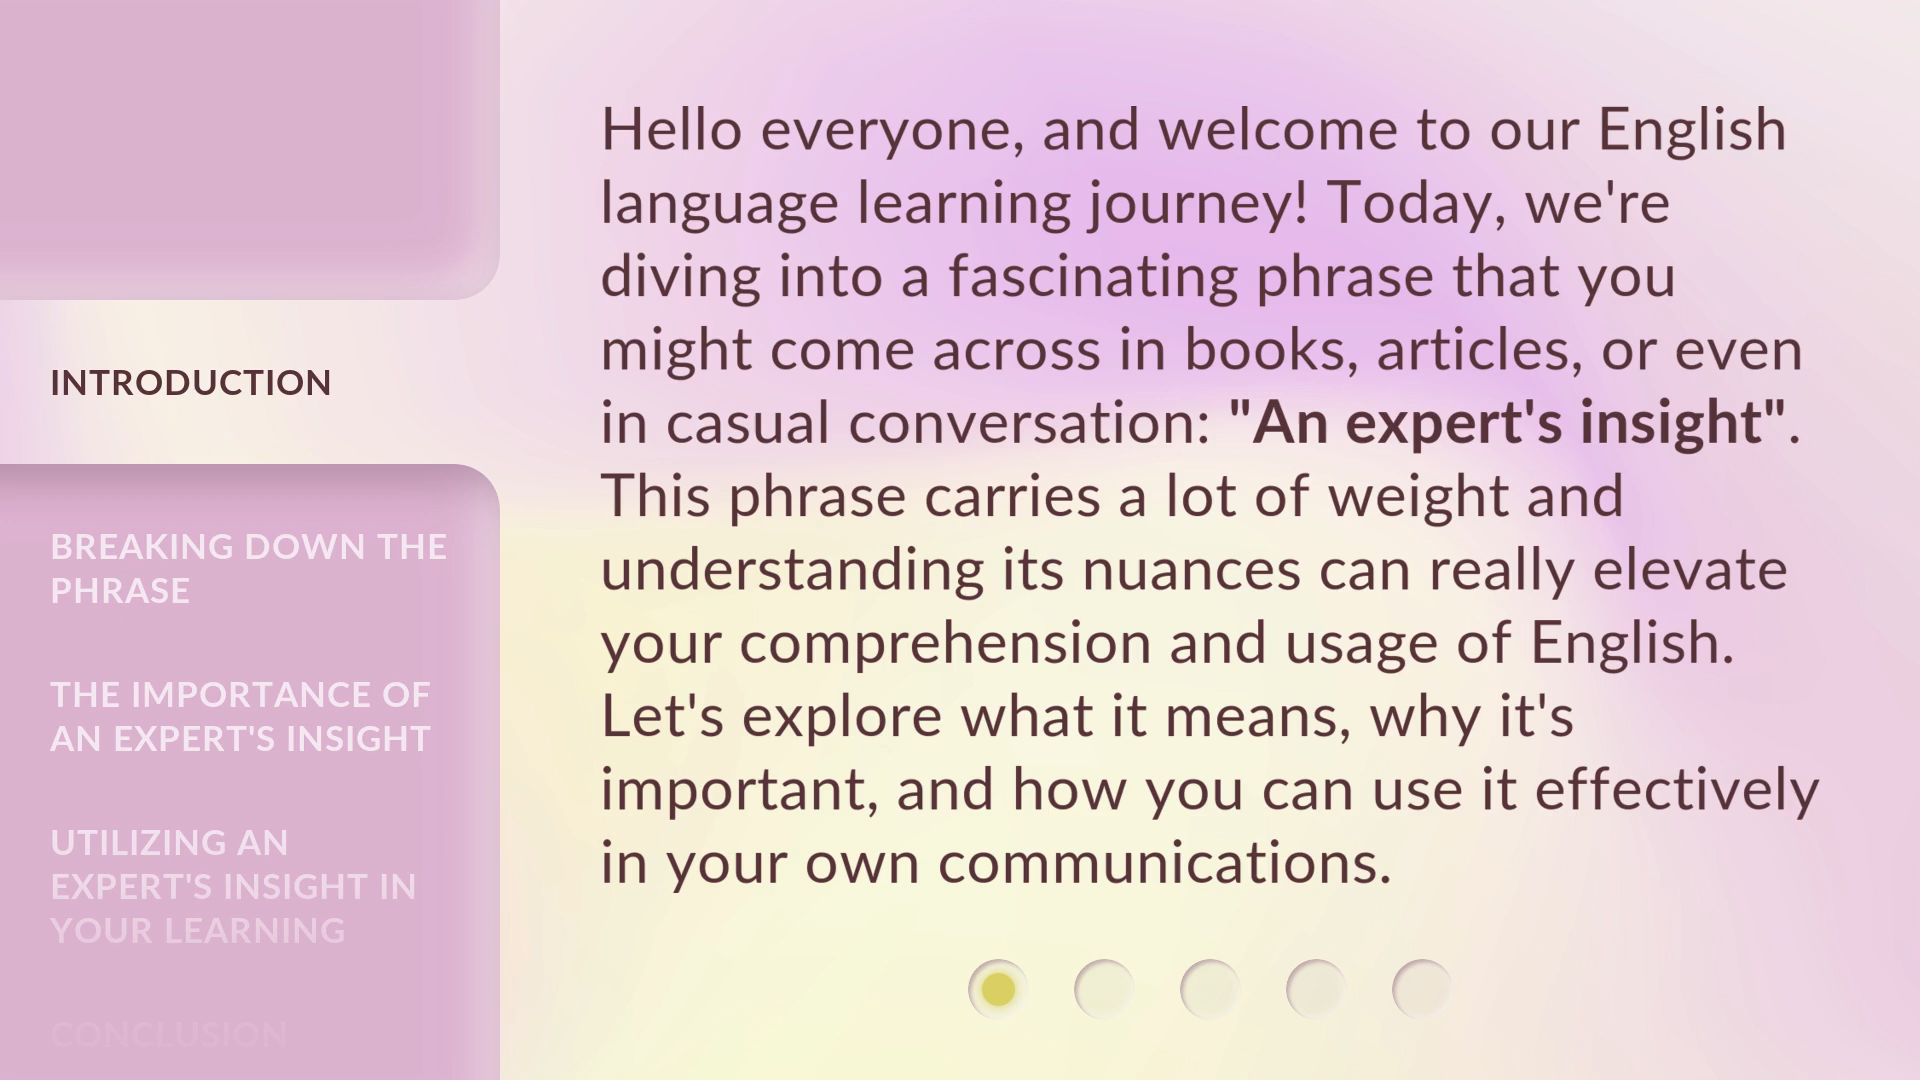 INTRODUCTION
BREAKING DOWN THE
PHRASE
THE IMPORTANCE OF
AN EXPERT'S INSIGHT
UTILIZING AN
EXPERT'S INSIGHT IN
YOUR LEARNING
CONCLUSION
Hello everyone, and welcome to our English
language learning journey! Today, we're
diving into a fascinating phrase that you
might come across in books, articles, or even
in casual conversation: "An expert's insight".
This phrase carries a lot of weight and
understanding its nuances can really elevate
your comprehension and usage of English.
Let's explore what it means, why it's
important, and how you can use it effectively
in your own communications.